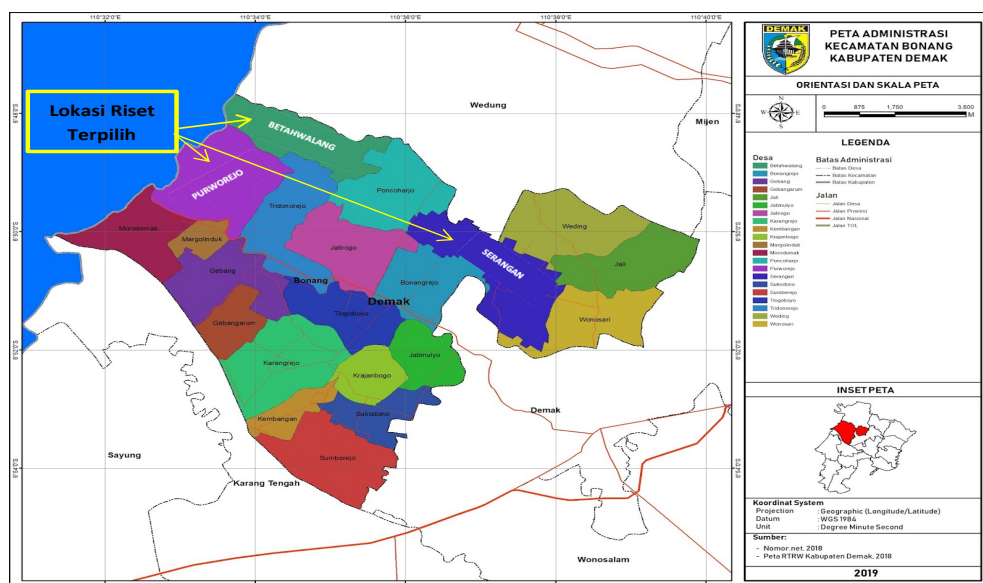 110°32'0"E
110°34'0"E
110°36'0"E
110°38'0"E
110°40'0"E
Lokasi Riset
Terpilih
Wedung
Mijen
BETAHWALANG
PURWOREJO
Poncoharjo
Tridonorejo
Morodemak
Margolinduk
Jatirogo
SERANGAN
Weding
Jali
Gebang
Bonang
Bonangrejo
Demak
Tlogoboyo
Wonosari
Gebangarum
Karangrejo
Jatimulyo
Krajanbogo
Kembangan
Sukodono
Demak
Sumberejo
Sayung
Karang Tengah
Wonosalam
DEMAK
PETA ADMINISTRASI
KECAMATAN BONANG
KABUPATEN DEMAK
ORIENTASI DAN SKALA PETA
N
W E
S
0 875 1,750 3,500
M
LEGENDA
Desa
Betahwalang
Bonangrejo
Gebang
Gebangarum
Jali
Jatimulyo
Jatirogo
Karangrejo
Kembangan
Krajanbogo
Margolinduk
Morodemak
Poncoharjo
Purworejo
Serangan
Sukodono
Sumberejo
Tlogoboyo
Tridonorejo
Weding
Wonosari
Batas Administrasi
Batas Desa
Batas Kecamatan
Batas Kabupaten
Jalan
Jalan Desa
Jalan Provinsi
Jalan Nasional
Jalan TOL
INSET PETA
Koordinat System
Projection : Geographic (Longitude/Latitude)
Datum : WGS 1984
Unit : Degree Minute Second
Sumber:
- Nomor.net, 2018
- Peta RTRW Kabupaten Demak, 2018
2019